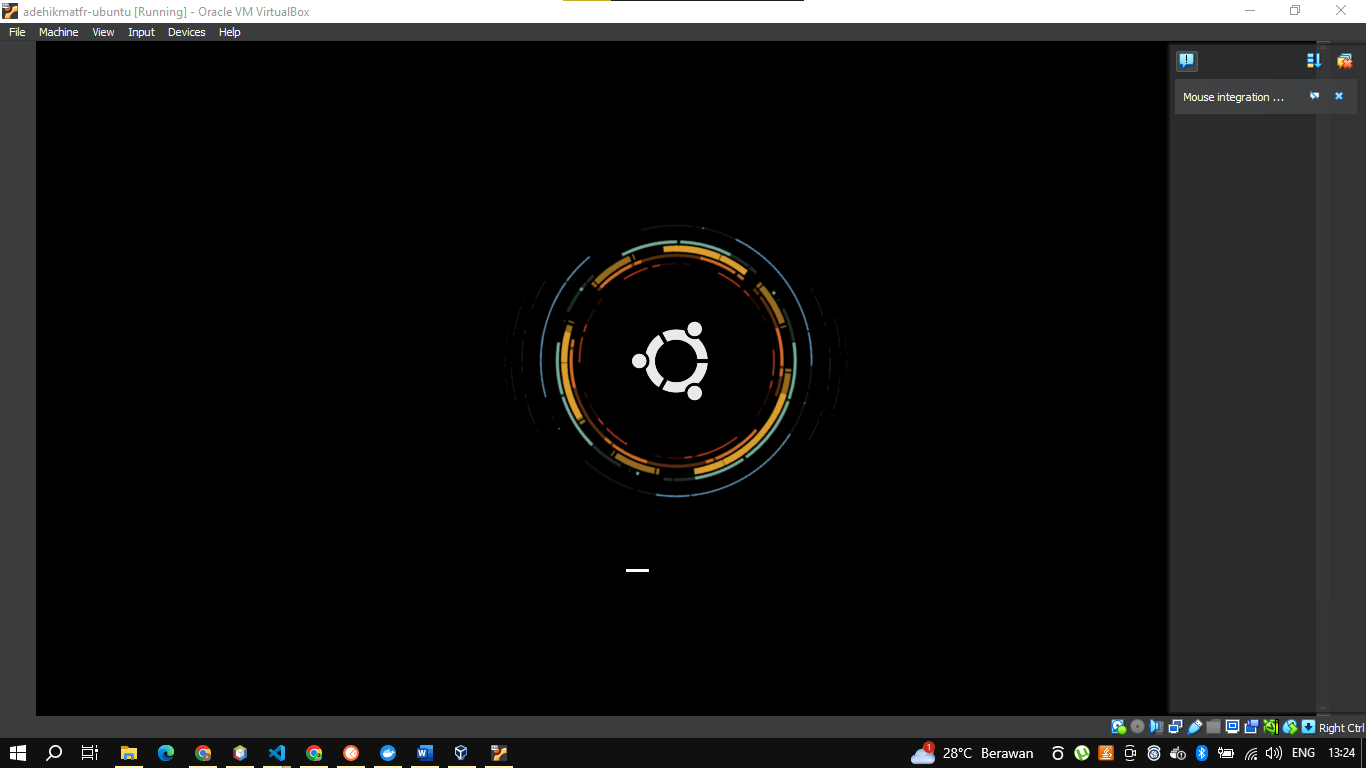 adehikmatfr-ubuntu [Running] - Oracle VM VirtualBox
File Machine View Input Devices Help
Mouse integration ...
Right Ctrl
1
28°C Berawan
ENG
13:24